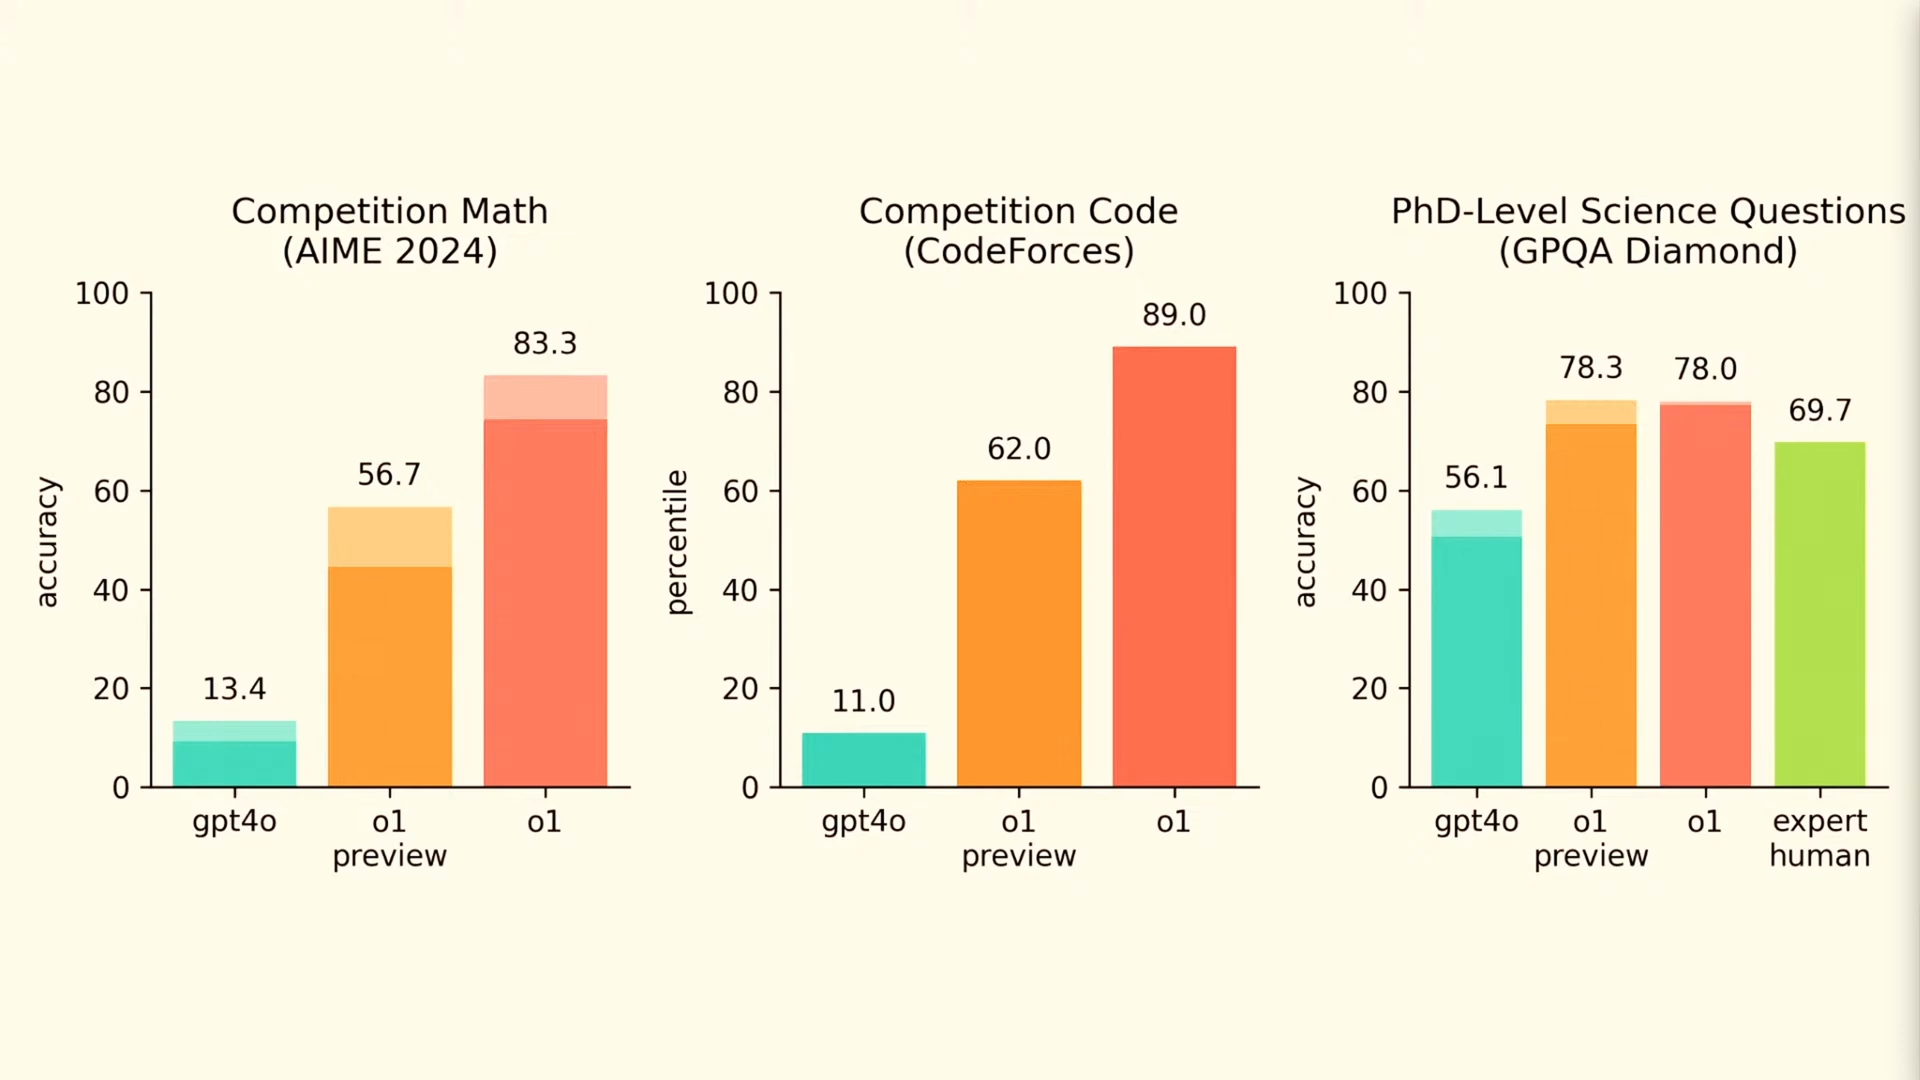 Competition Math
(AIME 2024)
accuracy
100
80
60
40
20
0
13.4
56.7
83.3
gpt4o
o1
preview
o1
Competition Code
(CodeForces)
percentile
100
80
60
40
20
0
11.0
62.0
89.0
gpt4o
o1
preview
o1
PhD-Level Science Questions
(GPQA Diamond)
accuracy
100
80
60
40
20
0
56.1
78.3
78.0
69.7
gpt4o
o1
preview
o1
expert
human